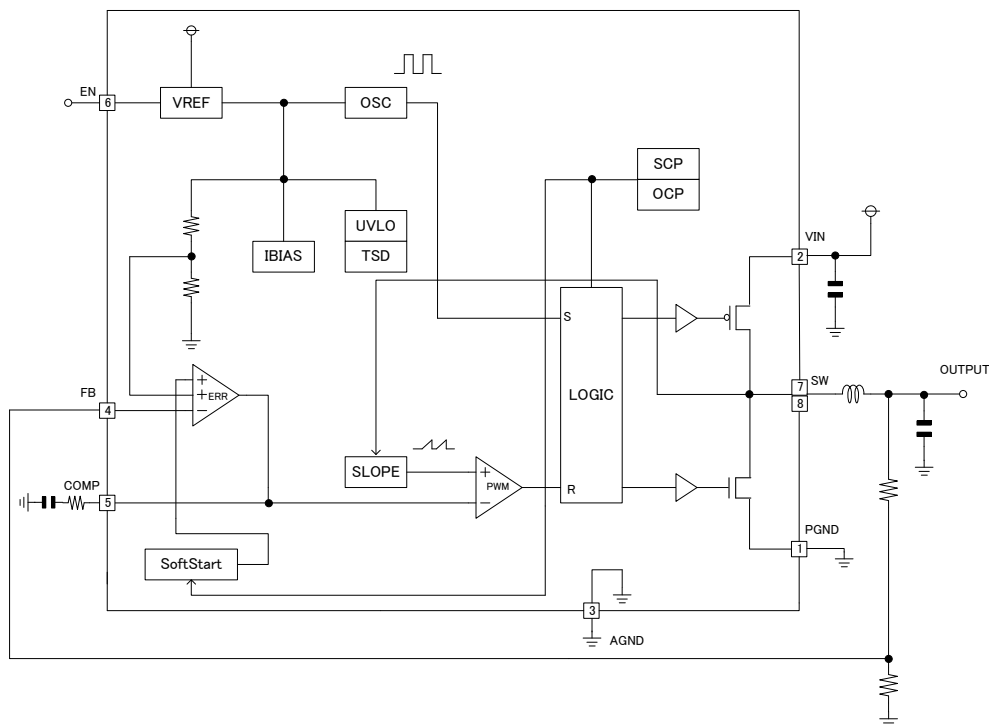 EN
6
VREF
OSC
SCP
OCP
UVLO
TSD
IBIAS
VIN
2
S
LOGIC
R
FB
4
+
+
−
ERR
SW
7
8
OUTPUT
COMP
5
SLOPE
+
−
PWM
SoftStart
PGND
1
3
AGND